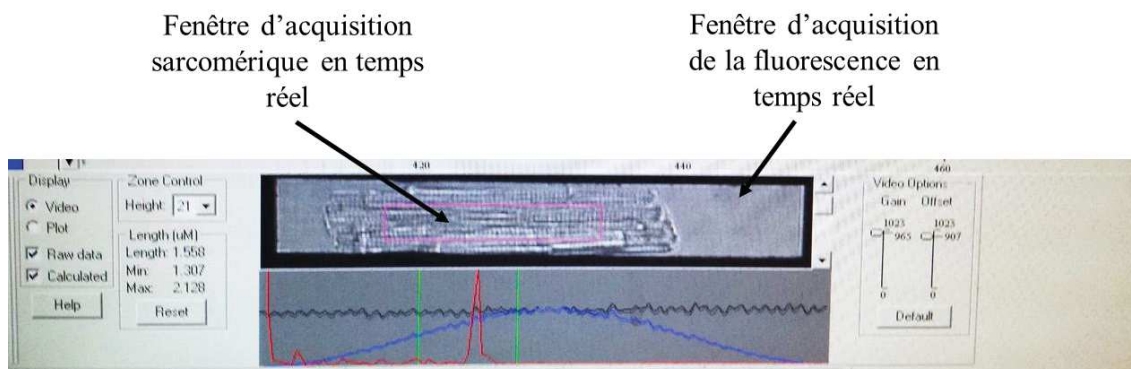 Fenêtre d’acquisition
sarcomérique en temps
réel
Fenêtre d’acquisition
de la fluorescence en
temps réel
420
440
460
Display
Video
Plot
Raw data
Calculated
Help
Zone Control
Height: 21
Length (uM)
Length: 1.558
Min: 1.307
Max: 2.128
Reset
Video Options
Gain Offset
1023 1023
965 907
0 0
Default